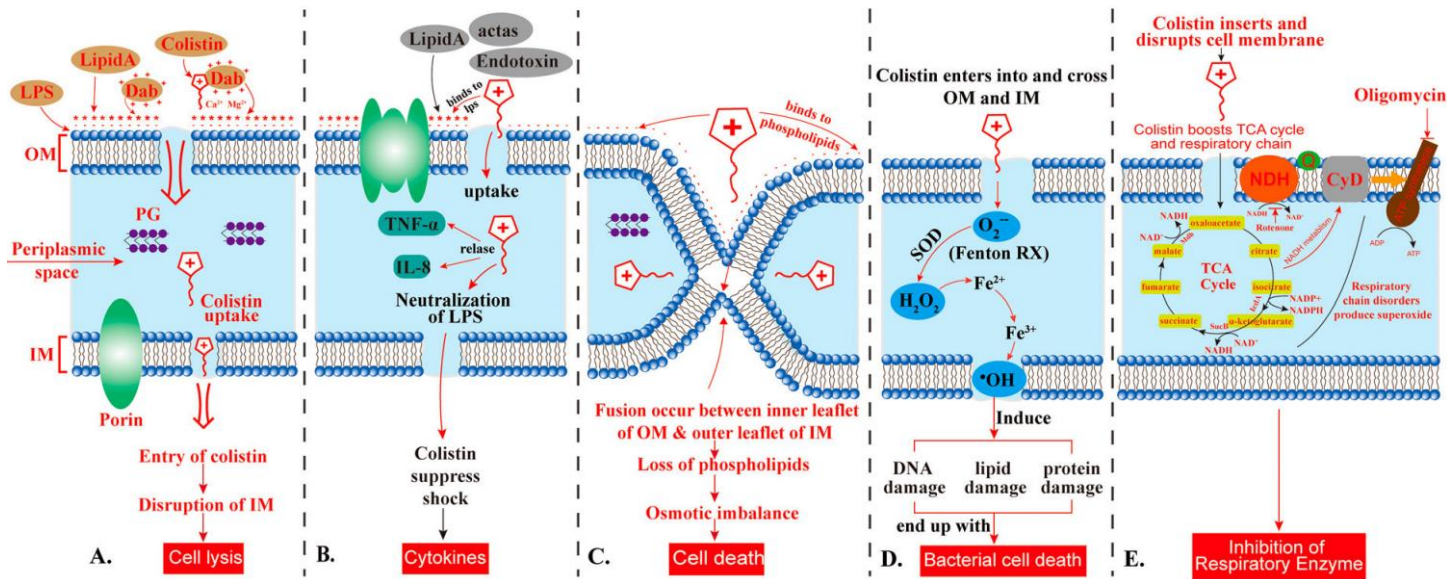 Colistin
LipidA
Dab
LPS
Dab
Ca²⁺ Mg²⁺
OM
PG
Periplasmic
space
Colistin
uptake
IM
Porin
Entry of colistin
Disruption of IM
A.
Cell lysis
LipidA
actas
Endotoxin
binds to
lps
uptake
TNF-α
relase
IL-8
Neutralization
of LPS
Colistin
suppress
shock
B.
Cytokines
binds to
phospholipids
Fusion occur between inner leaflet
of OM & outer leaflet of IM
Loss of phospholipids
Osmotic imbalance
C.
Cell death
Colistin enters into and cross
OM and IM
O₂⁻⁻
SOD
(Fenton RX)
H₂O₂
Fe²⁺
Fe³⁺
•OH
Induce
DNA
damage
lipid
damage
protein
damage
end up with
D.
Bacterial cell death
Colistin inserts and
disrupts cell membrane
Oligomycin
Colistin boosts TCA cycle
and respiratory chain
NDH
Q
CyD
NADH
NAD⁺
Rotenone
NADH
NAD⁺
Mdh
oxaloacetate
malate
citrate
NADH metablism
ADP
ATP
TCA
Cycle
fumarate
isocitrate
IcdA
NADP+
NADPH
succinate
SucB
α-ketoglutarate
NADH
NAD⁺
Respiratory
chain disorders
produce superoxide
E.
Inhibition of
Respiratory Enzyme